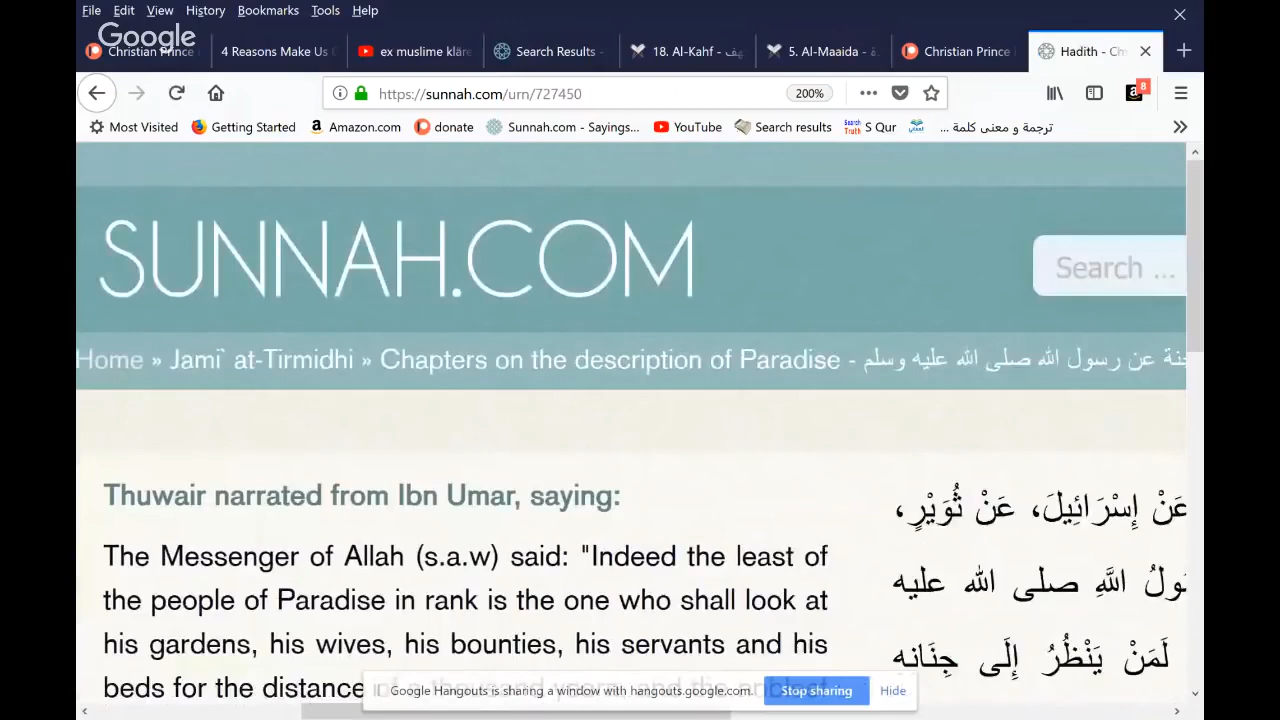 File Edit View History Bookmarks Tools Help
Google
Christian Prince 4 Reasons Make Us ex muslime kläre Search Results - 18. Al-Kahf - 5. Al-Maaida - Christian Prince Hadith - Ch
https://sunnah.com/urn/727450 200%
8
Most Visited Getting Started Amazon.com donate Sunnah.com - Sayings... YouTube Search results Search Truth S Qur ترجمة و معنى كلمة ...
SUNNAH.COM
Search ...
Home » Jami` at-Tirmidhi » Chapters on the description of Paradise - عن رسول الله صلى الله عليه وسلم
Thuwair narrated from Ibn Umar, saying:
عَنْ إِسْرَائِيلَ، عَنْ ثُوَيْرٍ،
The Messenger of Allah (s.a.w) said: "Indeed the least of
the people of Paradise in rank is the one who shall look at
اللَّهِ صلى الله عليه
his gardens, his wives, his bounties, his servants and his
لَمَنْ يَنْظُرُ إِلَى جِنَانِه
beds for the distance
Google Hangouts is sharing a window with hangouts.google.com. Stop sharing Hide